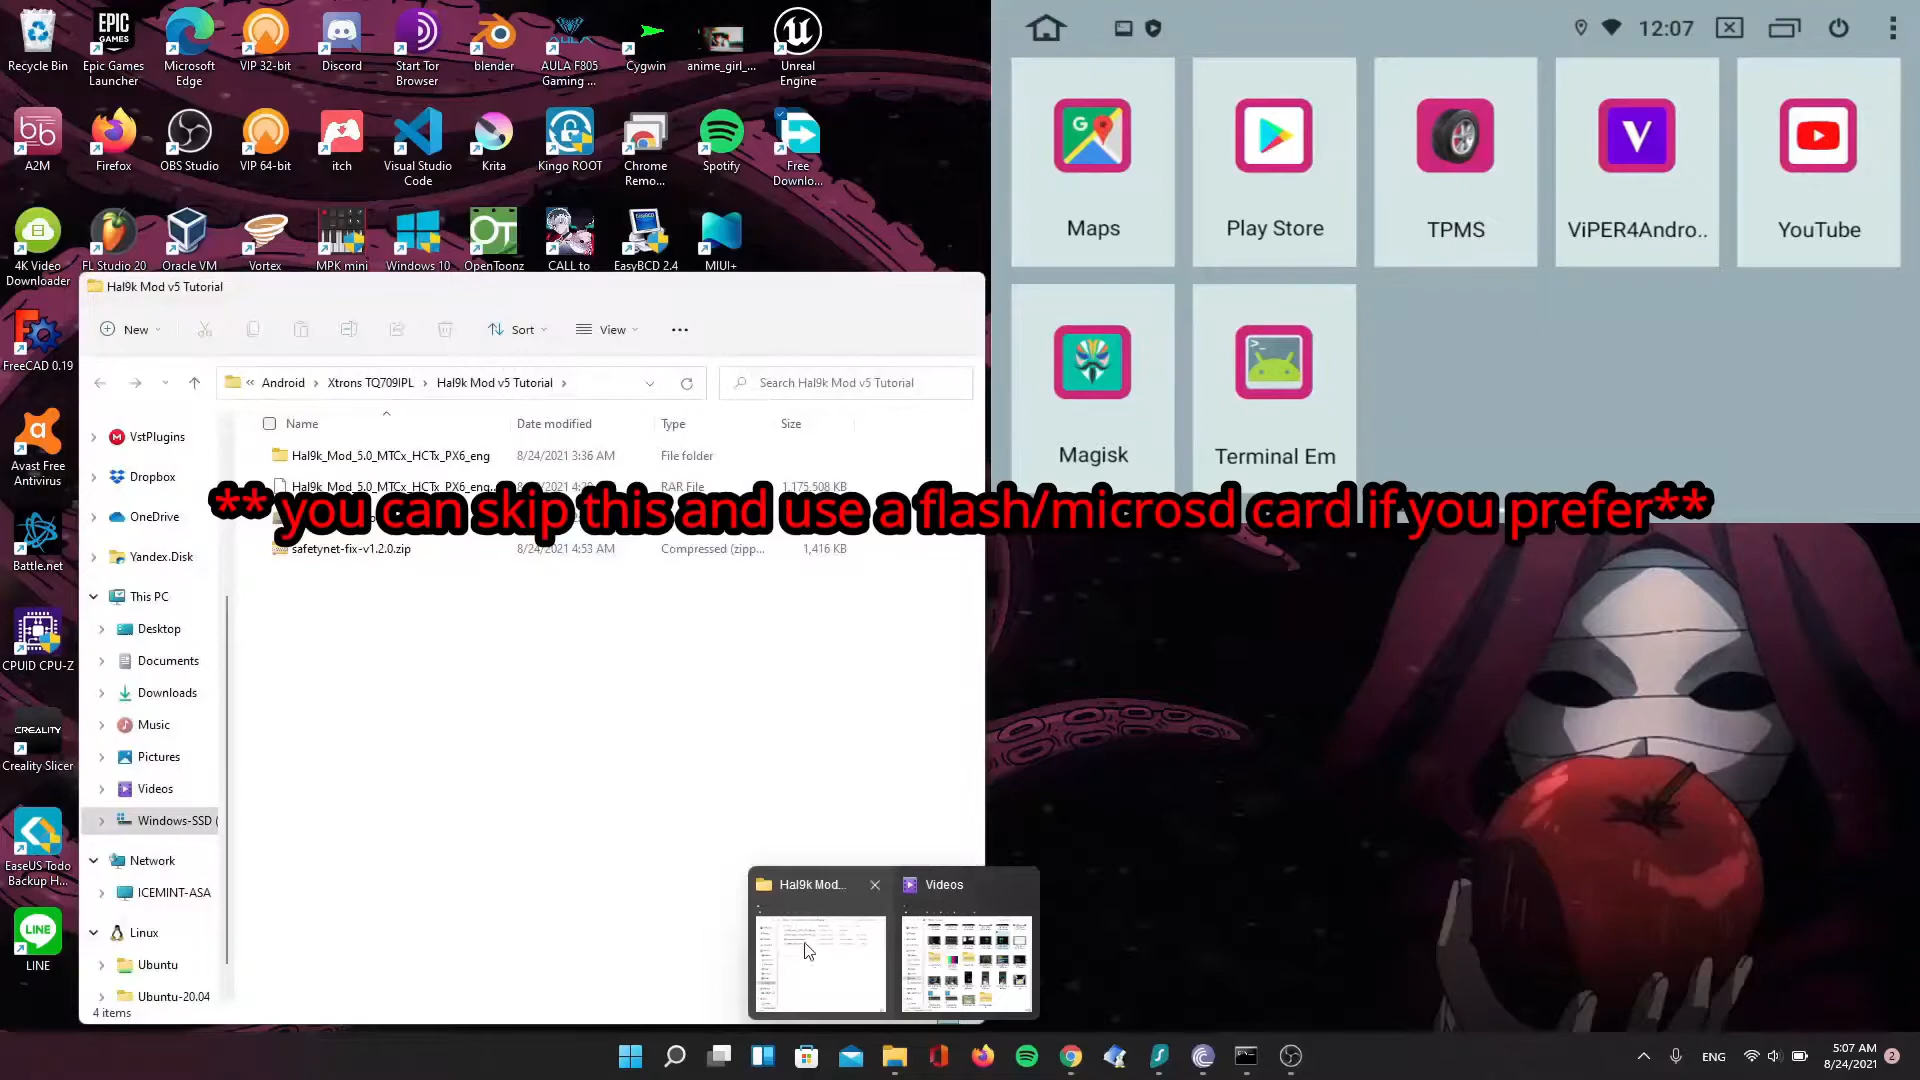 Recycle Bin
Epic Games
Launcher
Microsoft
Edge
VIP 32-bit
Discord
Start Tor
Browser
blender
AULA F805
Gaming ...
Cygwin
anime_girl_...
Unreal
Engine
A2M
Firefox
OBS Studio
VIP 64-bit
itch
Visual Studio
Code
Krita
Kingo ROOT
Chrome
Remo...
Spotify
Free
Downlo...
4K Video
Downloader
FL Studio 20
Oracle VM
Vortex
MPK mini
Windows 10
OpenToonz
CALL to
EasyBCD 2.4
MIUI+
FreeCAD 0.19
Avast Free
Antivirus
Battle.net
CPUID CPU-Z
CREALITY
Creality Slicer
EaseUS Todo
Backup H...
LINE
LINE
Hal9k Mod v5 Tutorial
New
Sort
View
« Android > Xtrons TQ709IPL > Hal9k Mod v5 Tutorial >
Search Hal9k Mod v5 Tutorial
Name
Date modified
Type
Size
Hal9k_Mod_5.0_MTCx_HCTx_PX6_eng
8/24/2021 3:36 AM
File folder
Hal9k_Mod_5.0_MTCx_HCTx_PX6_eng...
RAR File
1,175,508 KB
safetynet-fix-v1.2.0.zip
8/24/2021 4:53 AM
Compressed (zipp...
1,416 KB
VstPlugins
Dropbox
OneDrive
Yandex.Disk
This PC
Desktop
Documents
Downloads
Music
Pictures
Videos
Windows-SSD (
Network
ICEMINT-ASA
Linux
Ubuntu
Ubuntu-20.04
4 items
12:07
Maps
Play Store
TPMS
ViPER4Andro..
YouTube
Magisk
Terminal Em
** you can skip this and use a flash/microsd card if you prefer**
Hal9k Mod...
Videos
ENG
5:07 AM
8/24/2021
2